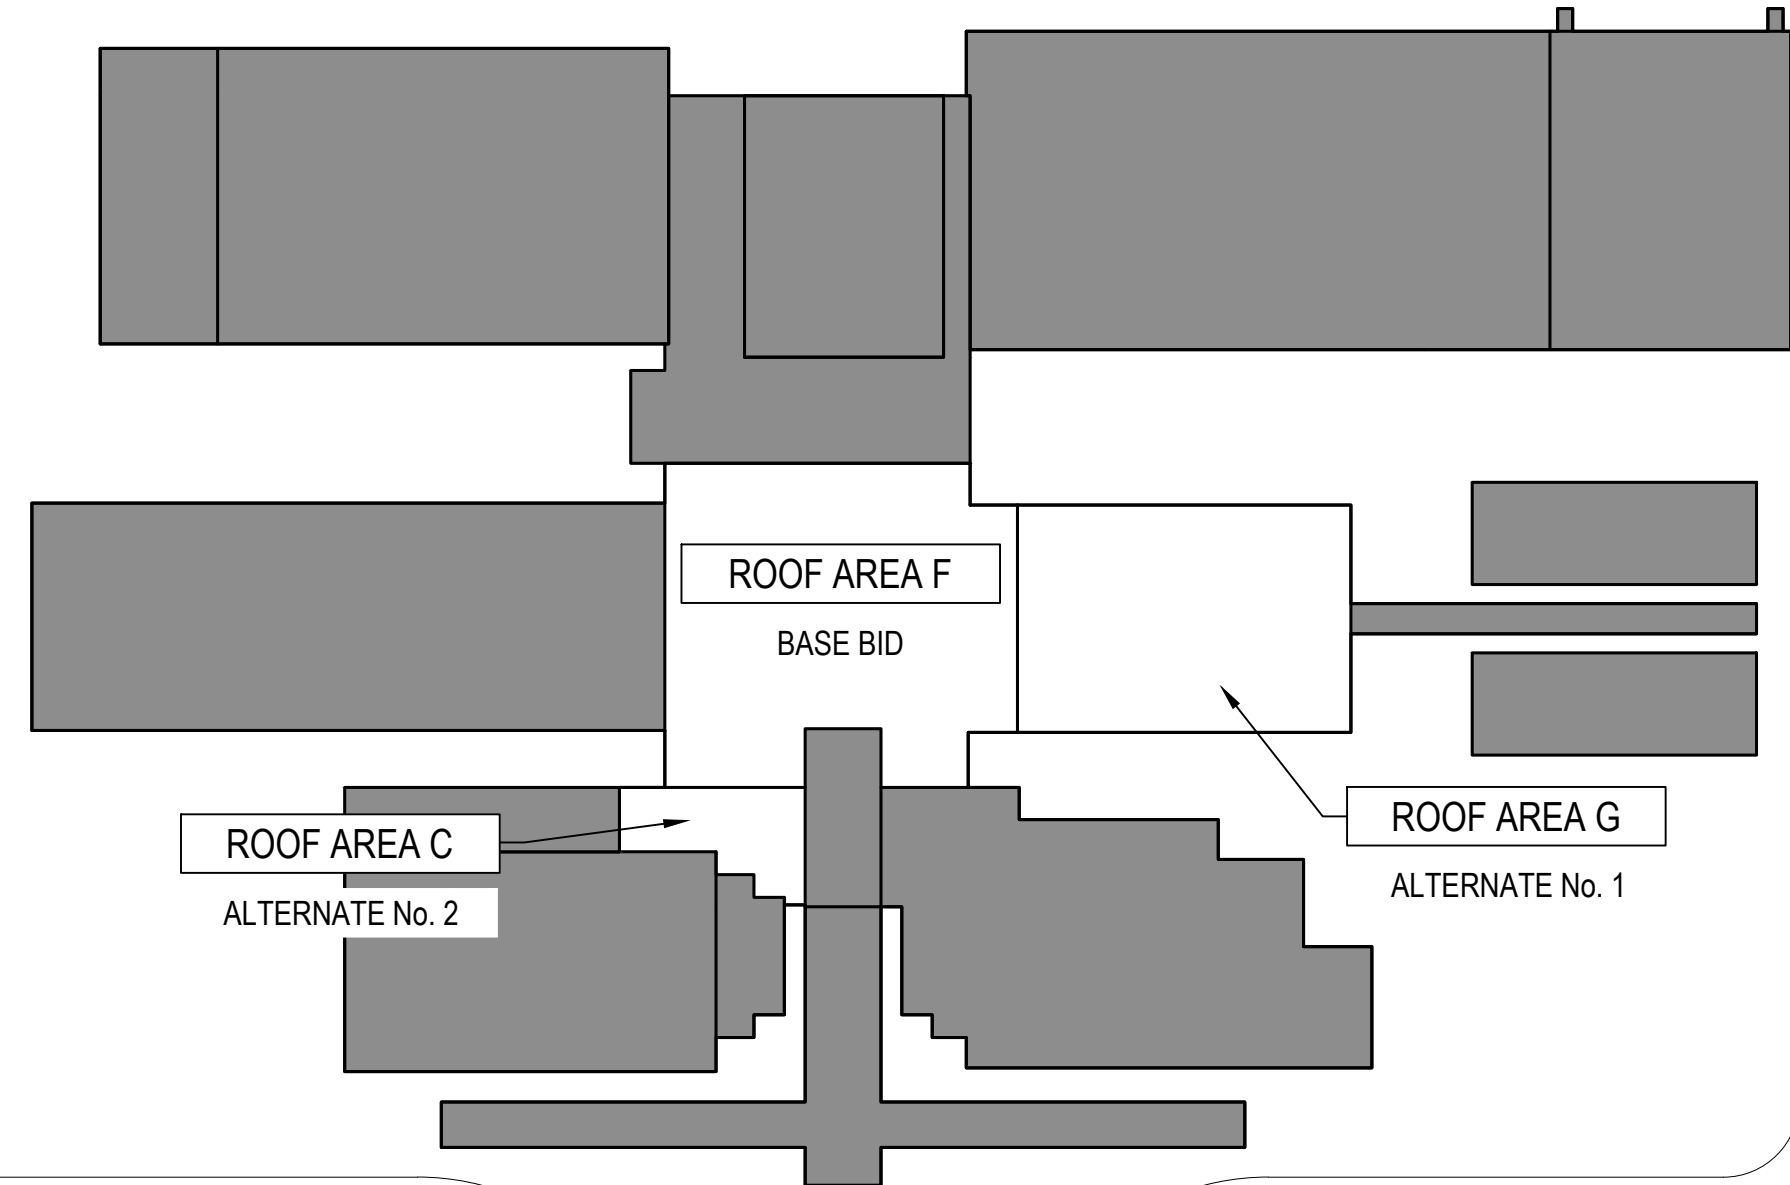 ROOF AREA F
BASE BID
ROOF AREA C
ALTERNATE No. 2
ROOF AREA G
ALTERNATE No. 1